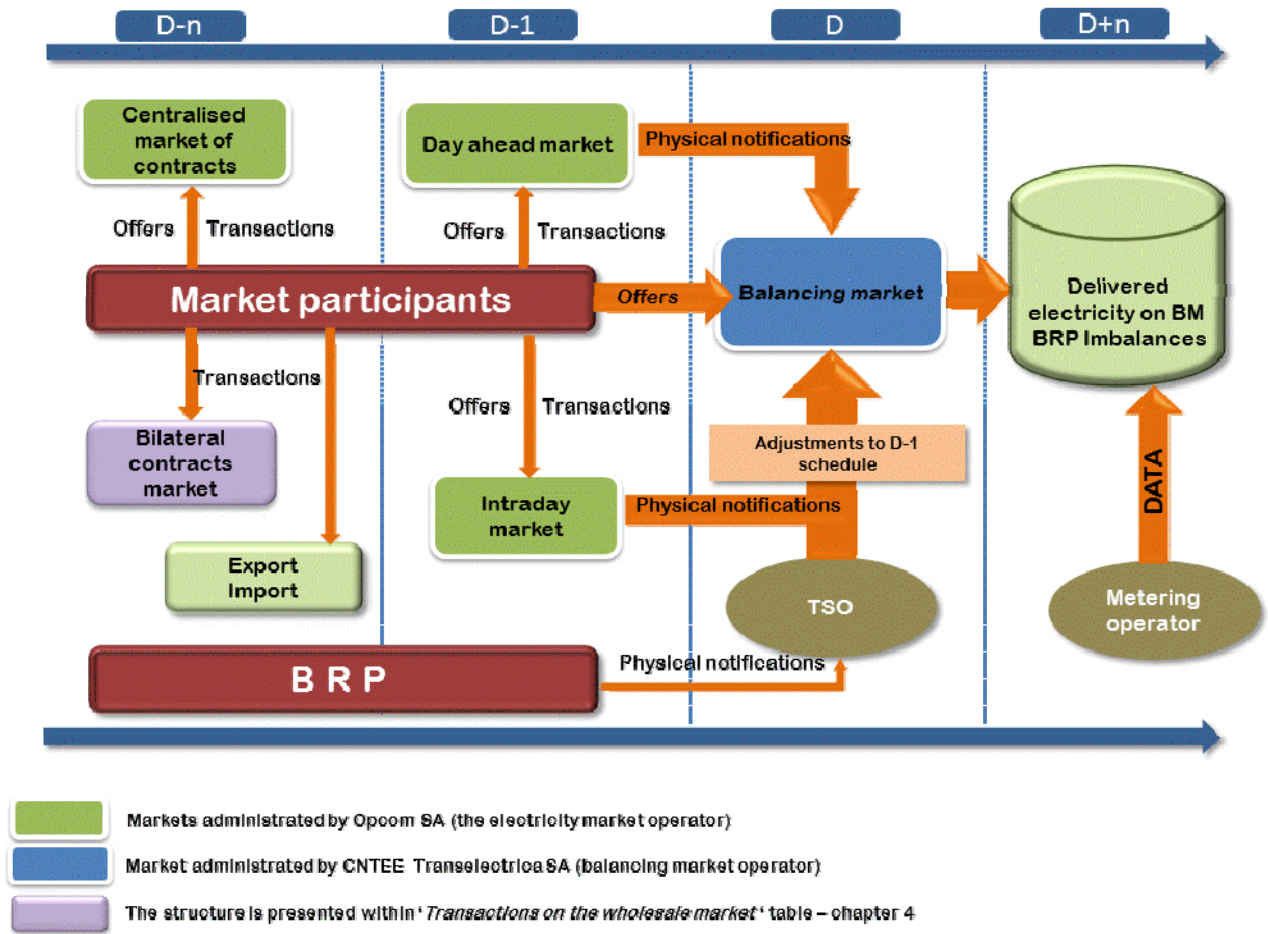 D-n
D-1
D
D+n
Centralised
market of
contracts
Day ahead market
Physical notifications
Offers
Transactions
Offers
Transactions
Market participants
Offers
Balancing market
Delivered
electricity on BM
BRP Imbalances
Transactions
Offers
Transactions
Bilateral
contracts
market
Adjustments to D-1
schedule
Intraday
market
Physical notifications
DATA
Export
Import
TSO
Metering
operator
B R P
Physical notifications
Markets administrated by Opcom SA (the electricity market operator)
Market administrated by CNTEE Transelectrica SA (balancing market operator)
The structure is presented within ' Transactions on the wholesale market ' table – chapter 4